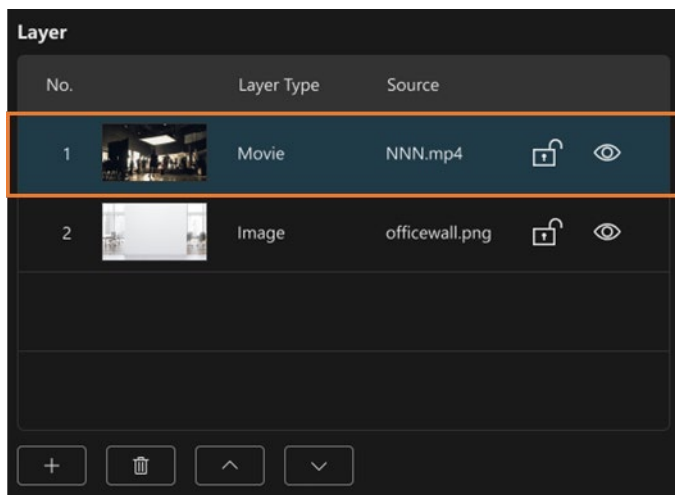 Layer
No. Layer Type Source
1 Movie NNN.mp4
2 Image officewall.png